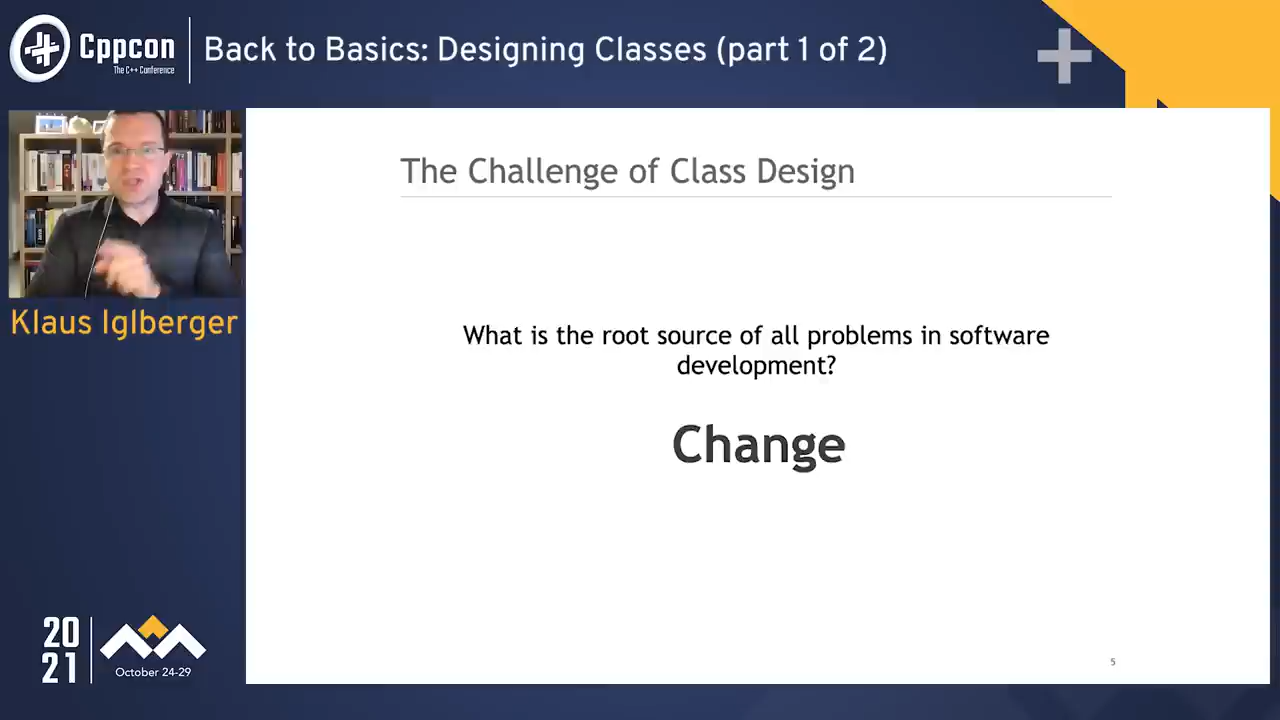 Cppcon
The C++ Conference
Back to Basics: Designing Classes (part 1 of 2)
Klaus Iglberger
The Challenge of Class Design
What is the root source of all problems in software
development?
Change
5
20
21
October 24-29